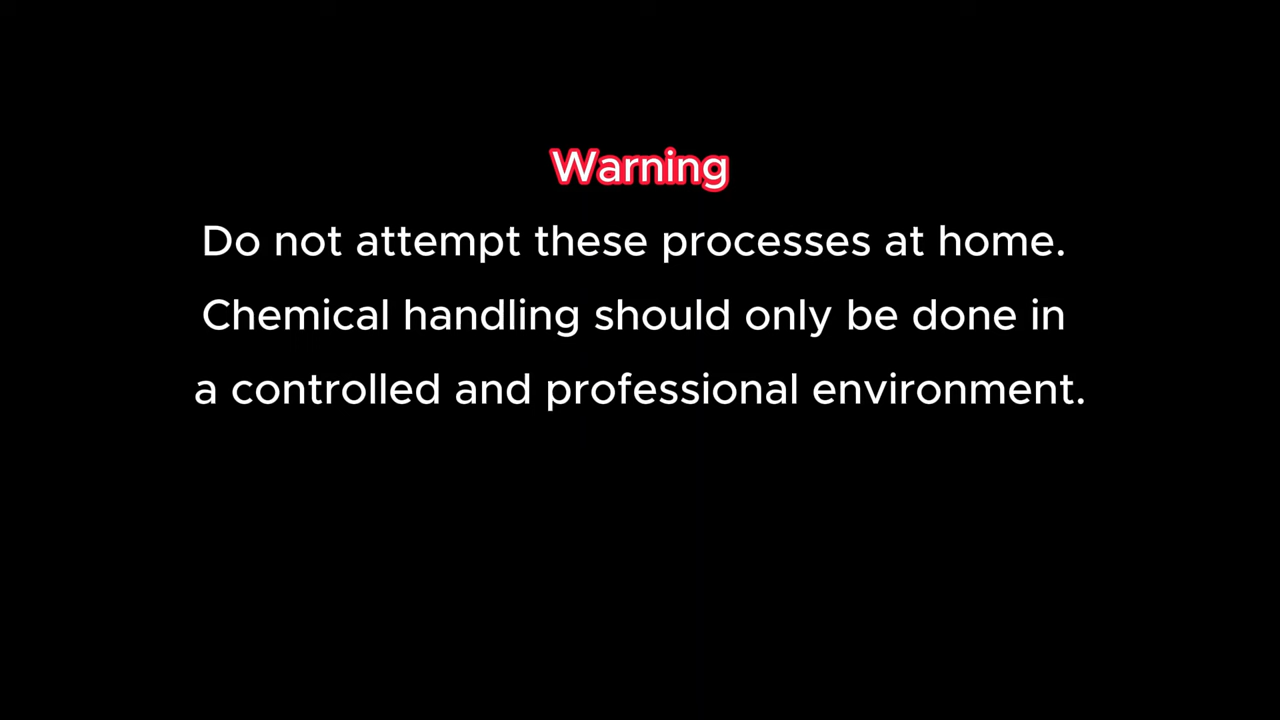 Warning
Do not attempt these processes at home.
Chemical handling should only be done in
a controlled and professional environment.